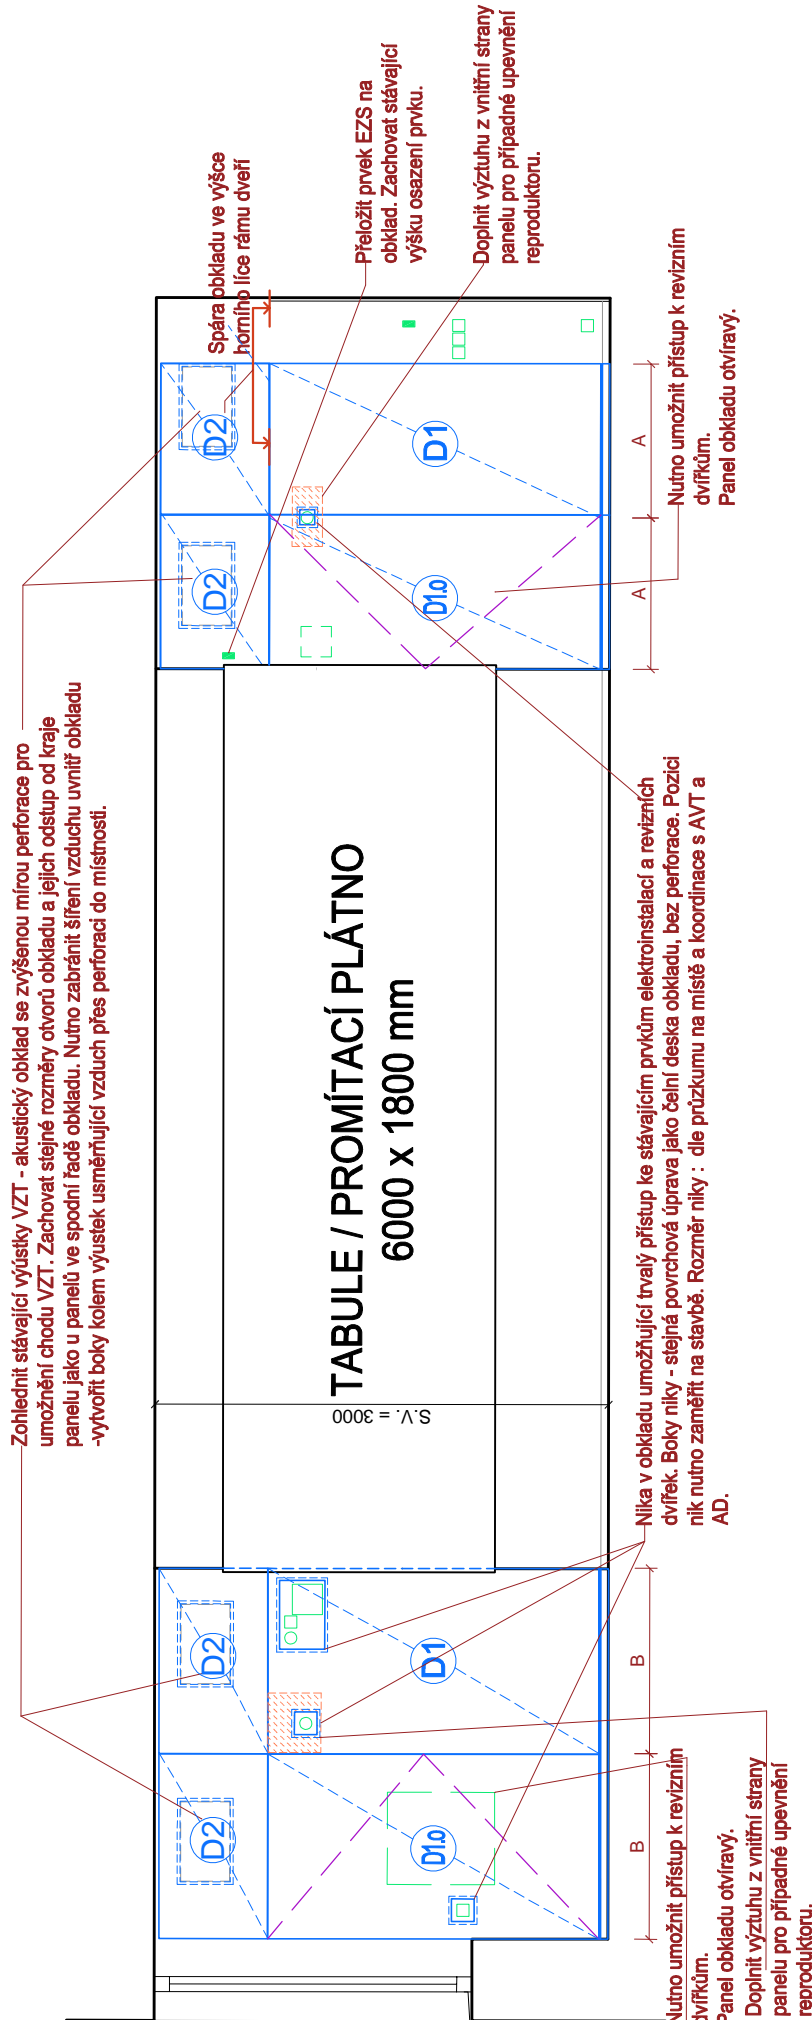 Zohlednit stávající výústky VZT - akustický obklad se zvýšenou mírou perforace pro
umožnění chodu VZT. Zachovat stejné rozměry otvorů obkladu a jejich odstup od kraje
panelu jako u panelů ve spodní řadě obkladu. Nutno zabránit šíření vzduchu uvnitř obkladu
-vytvořit boky kolem výustek usměrňující vzduch přes perforaci do místnosti.
Spára obkladu ve výšce
horního líce rámu dveří
Přeložit prvek EZS na
obklad. Zachovat stávající
výšku osazení prvku.
Doplnit výztuhu z vnitřní strany
panelu pro případné upevnění
reproduktoru.
D2
D2
D2
D2
D1.0
D1
D1.0
D1
TABULE / PROMÍTACÍ PLÁTNO
6000 x 1800 mm
S.V. = 3000
B
B
A
A
Nutno umožnit přístup k revizním
dvířkům.
Panel obkladu otvíravý.
Doplnit výztuhu z vnitřní strany
panelu pro případné upevnění
reproduktoru.
Nika v obkladu umožňující trvalý přístup ke stávajícím prvkům elektroinstalací a revizních
dvířek. Boky niky - stejná povrchová úprava jako čelní deska obkladu, bez perforace. Pozici
nik nutno zaměřit na stavbě. Rozměr niky : dle průzkumu na místě a koordinace s AVT a
AD.
Nutno umožnit přístup k revizním
dvířkům.
Panel obkladu otvíravý.